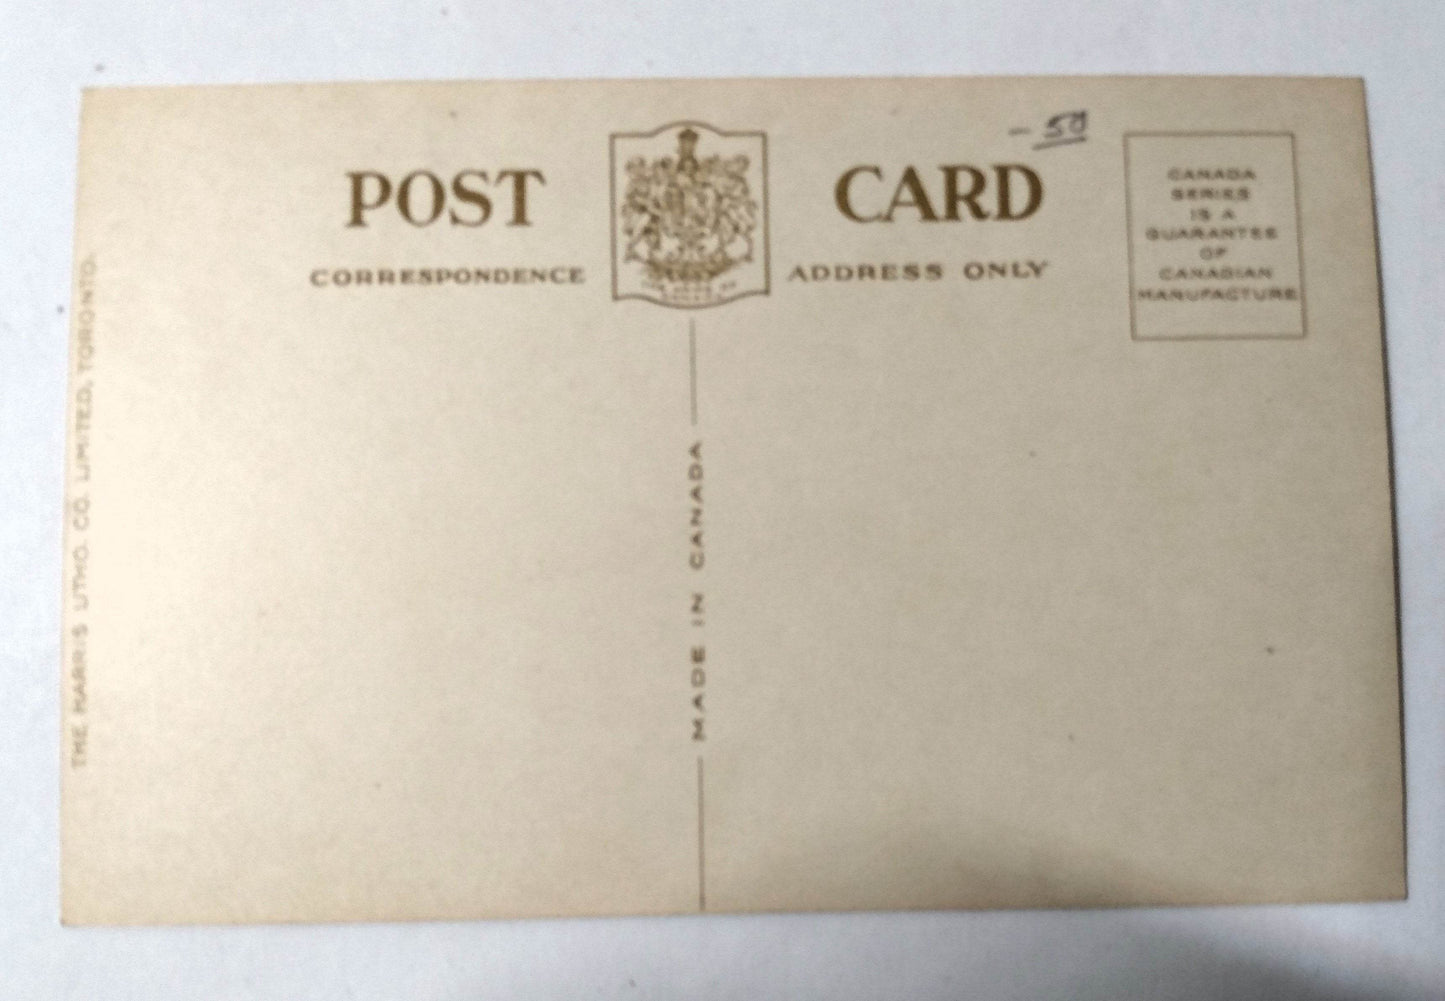 POST CARD
- 50
CORRESPONDENCE
ADDRESS ONLY
CANADA
SERIES
IS A
GUARANTEE
OF
CANADIAN
MANUFACTURE
MADE IN CANADA
THE HARRIS LITHO. CO. LIMITED, TORONTO.